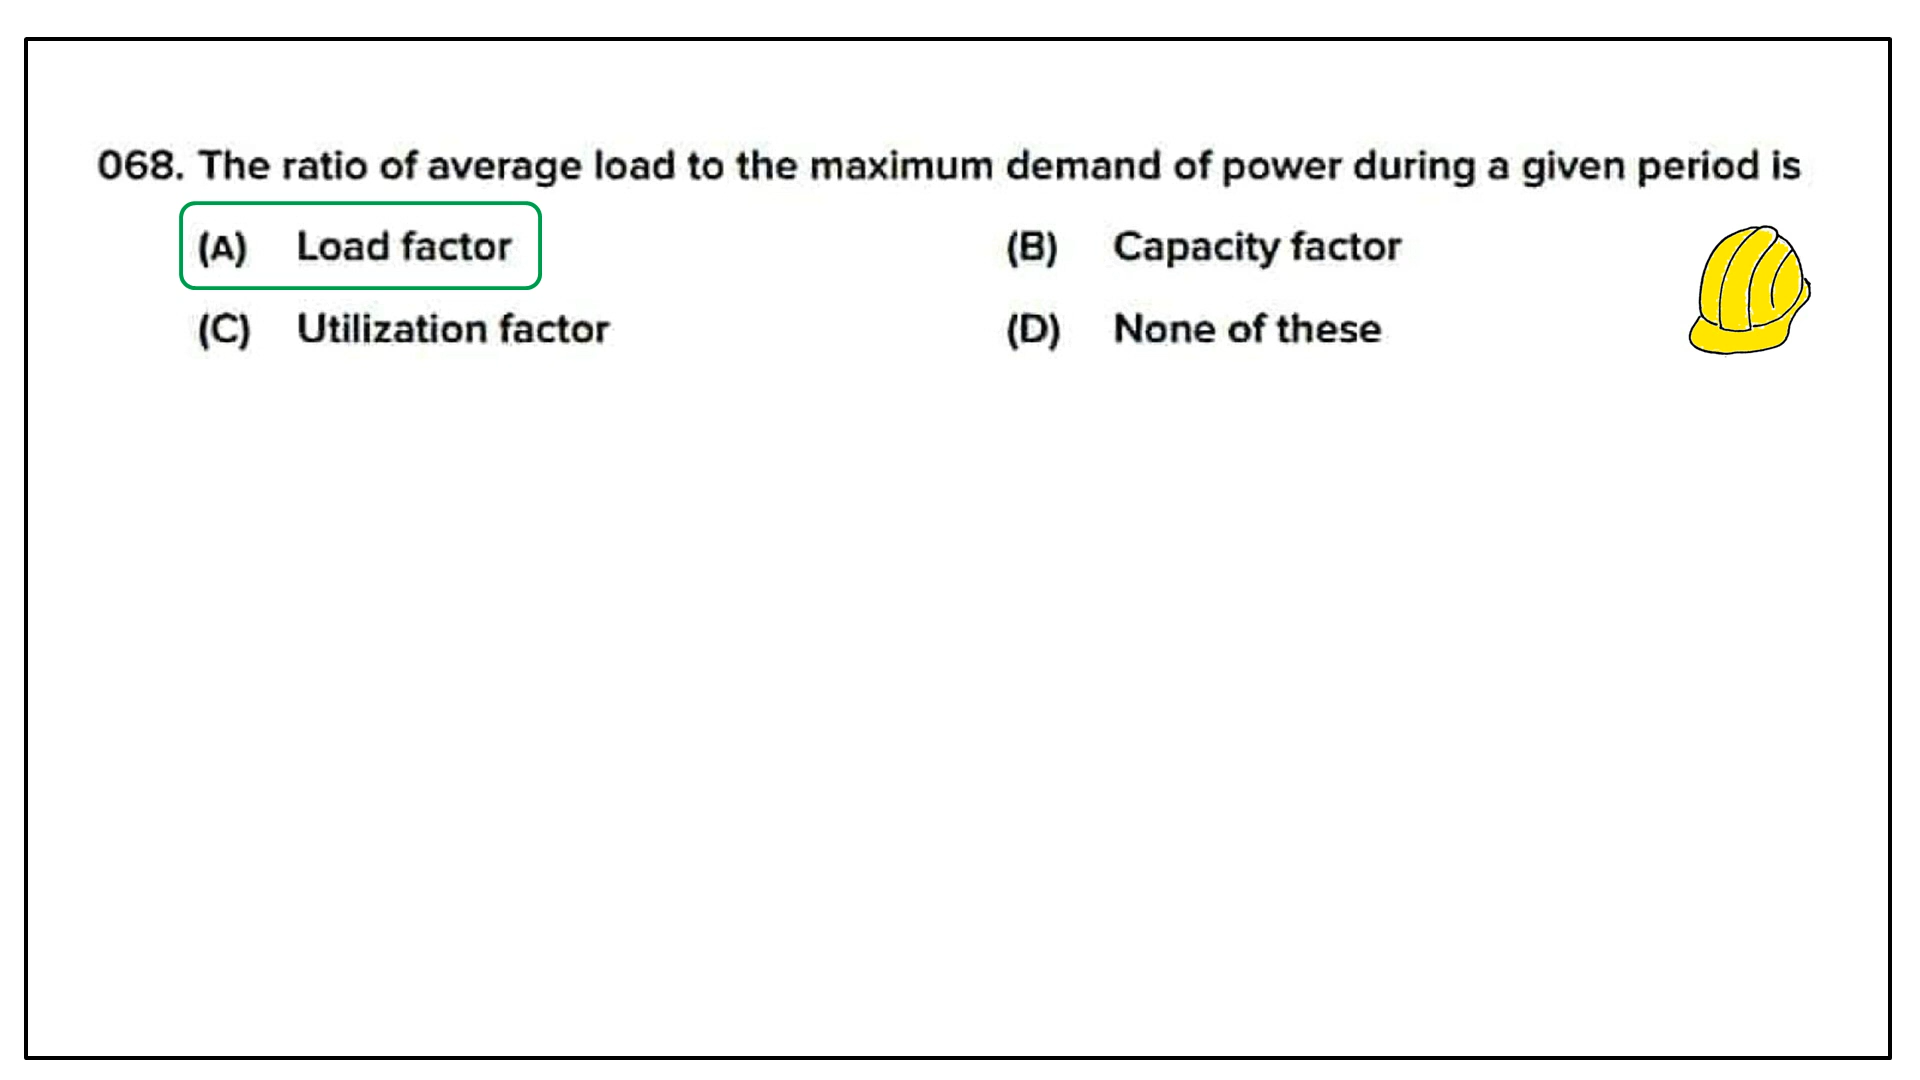 068. The ratio of average load to the maximum demand of power during a given period is
(A) Load factor (B) Capacity factor
(C) Utilization factor (D) None of these